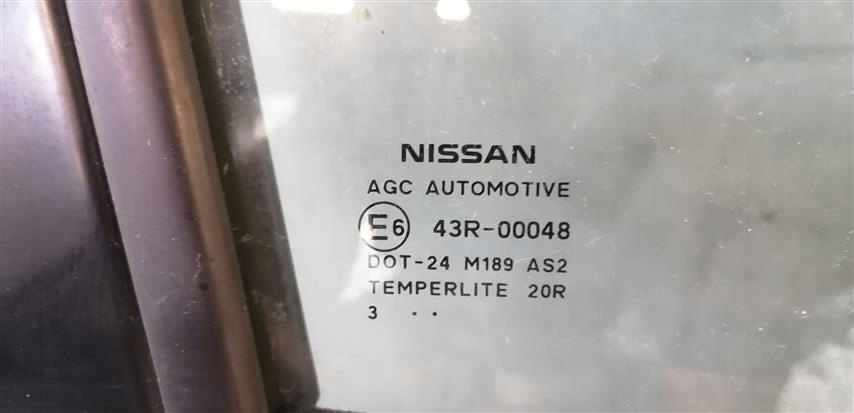 NISSAN
AGC AUTOMOTIVE
E6 43R-00048
DOT-24 M189 AS2
TEMPERLITE 20R
3 ..